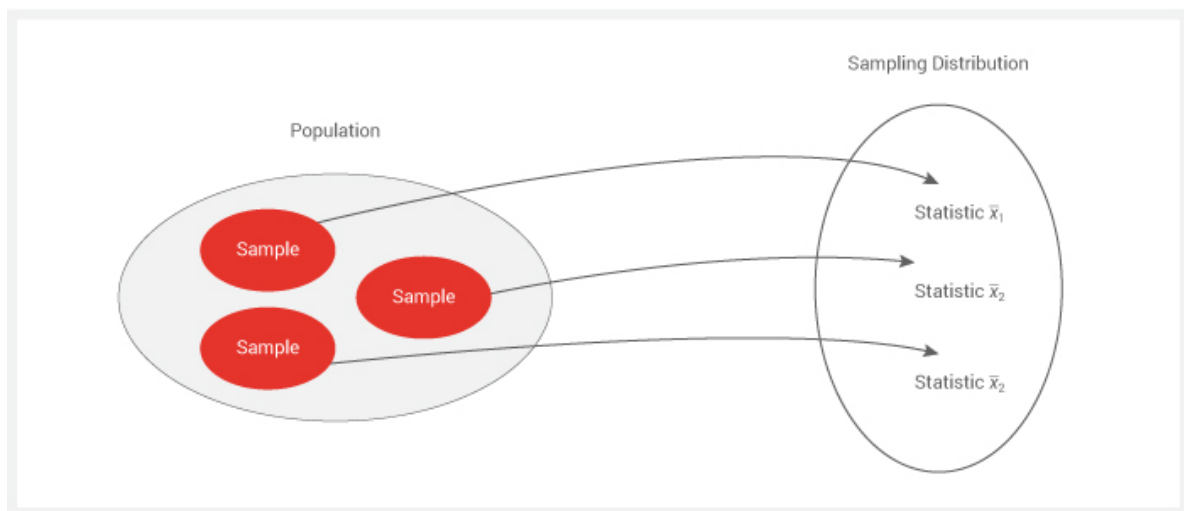 Sampling Distribution
Population
Sample
Sample
Sample
Statistic x̅₁
Statistic x̅₂
Statistic x̅₂